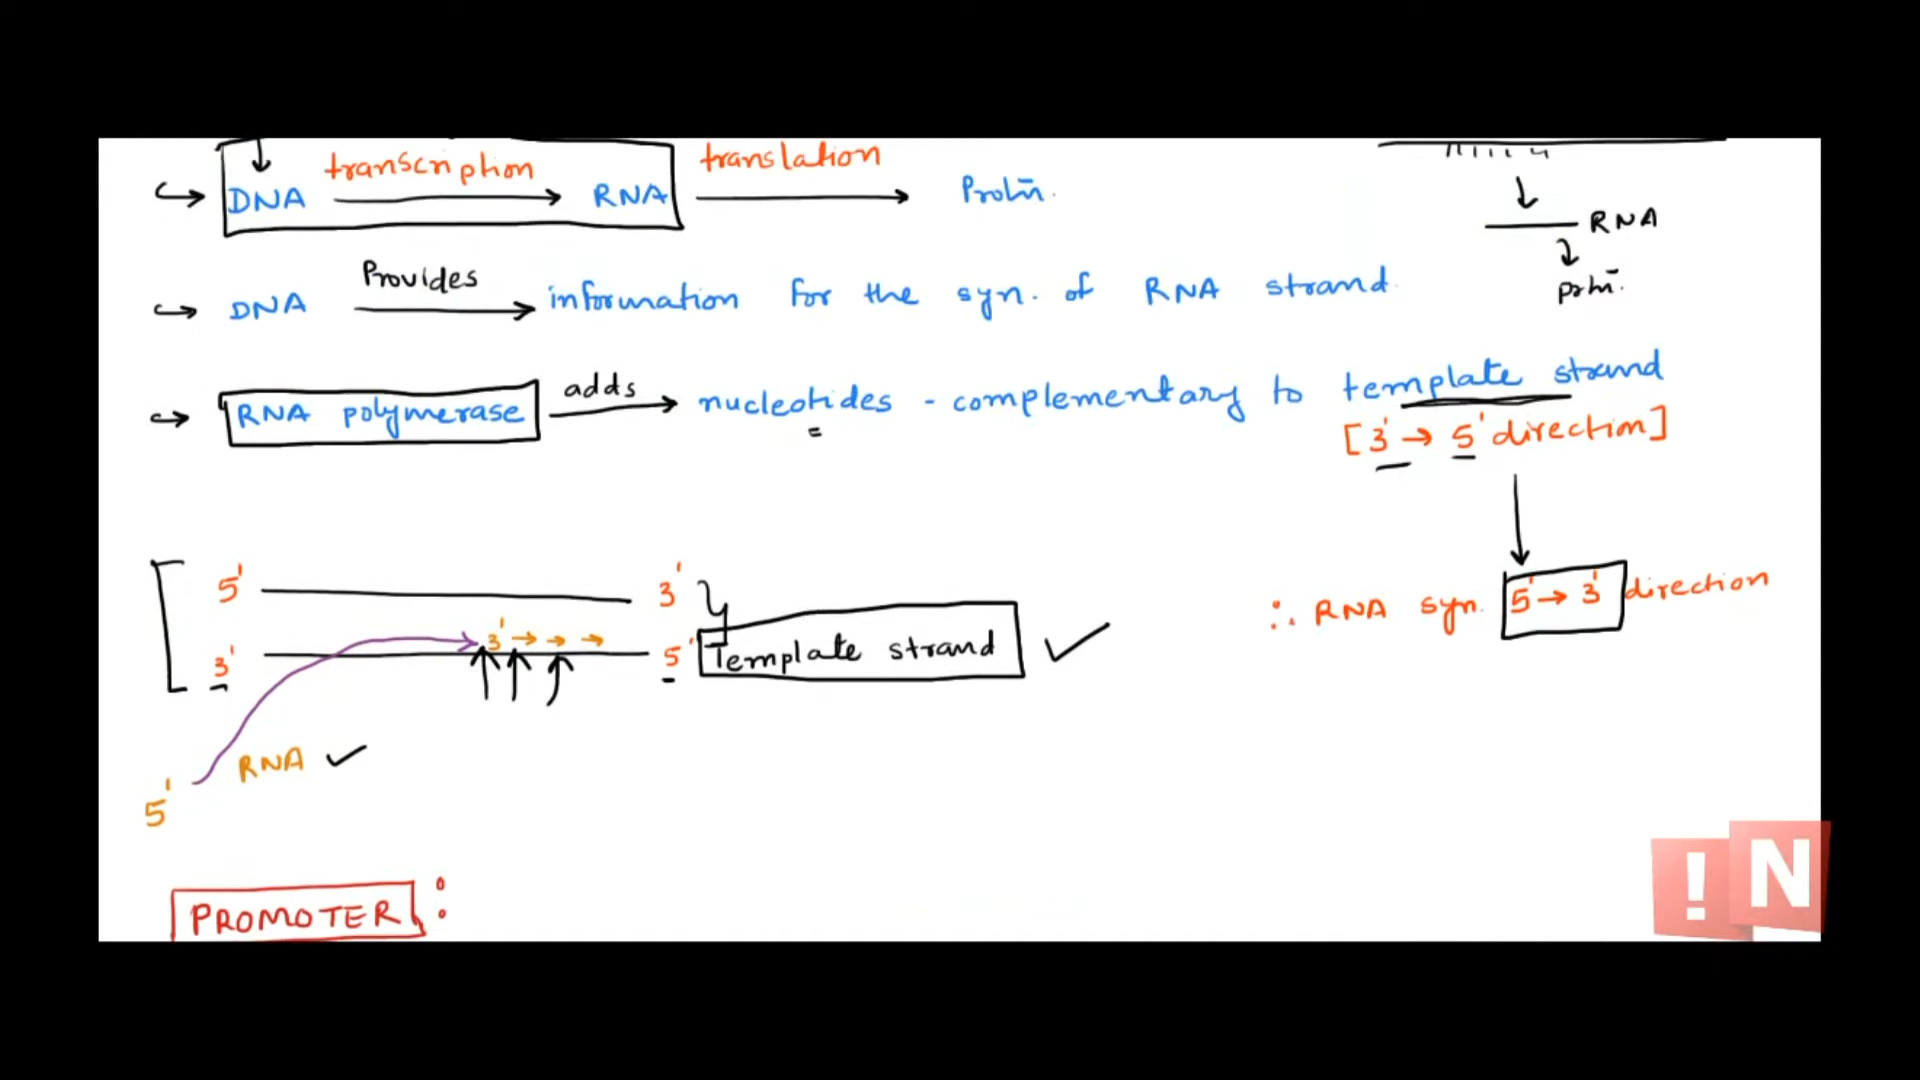 ↪ DNA transcription → RNA translation → Protn̄.
↓
RNA
↓
protn̄.
↪ DNA Provides → information for the syn. of RNA strand.
↪ RNA polymerase adds → nucleotides - complementary to template strand
[3' → 5' direction]
↓
∴ RNA syn. 5' → 3' direction
5' 3'
3' 3' → → → 5' Template strand ✓
RNA ✓
5'
PROMOTER :
! N